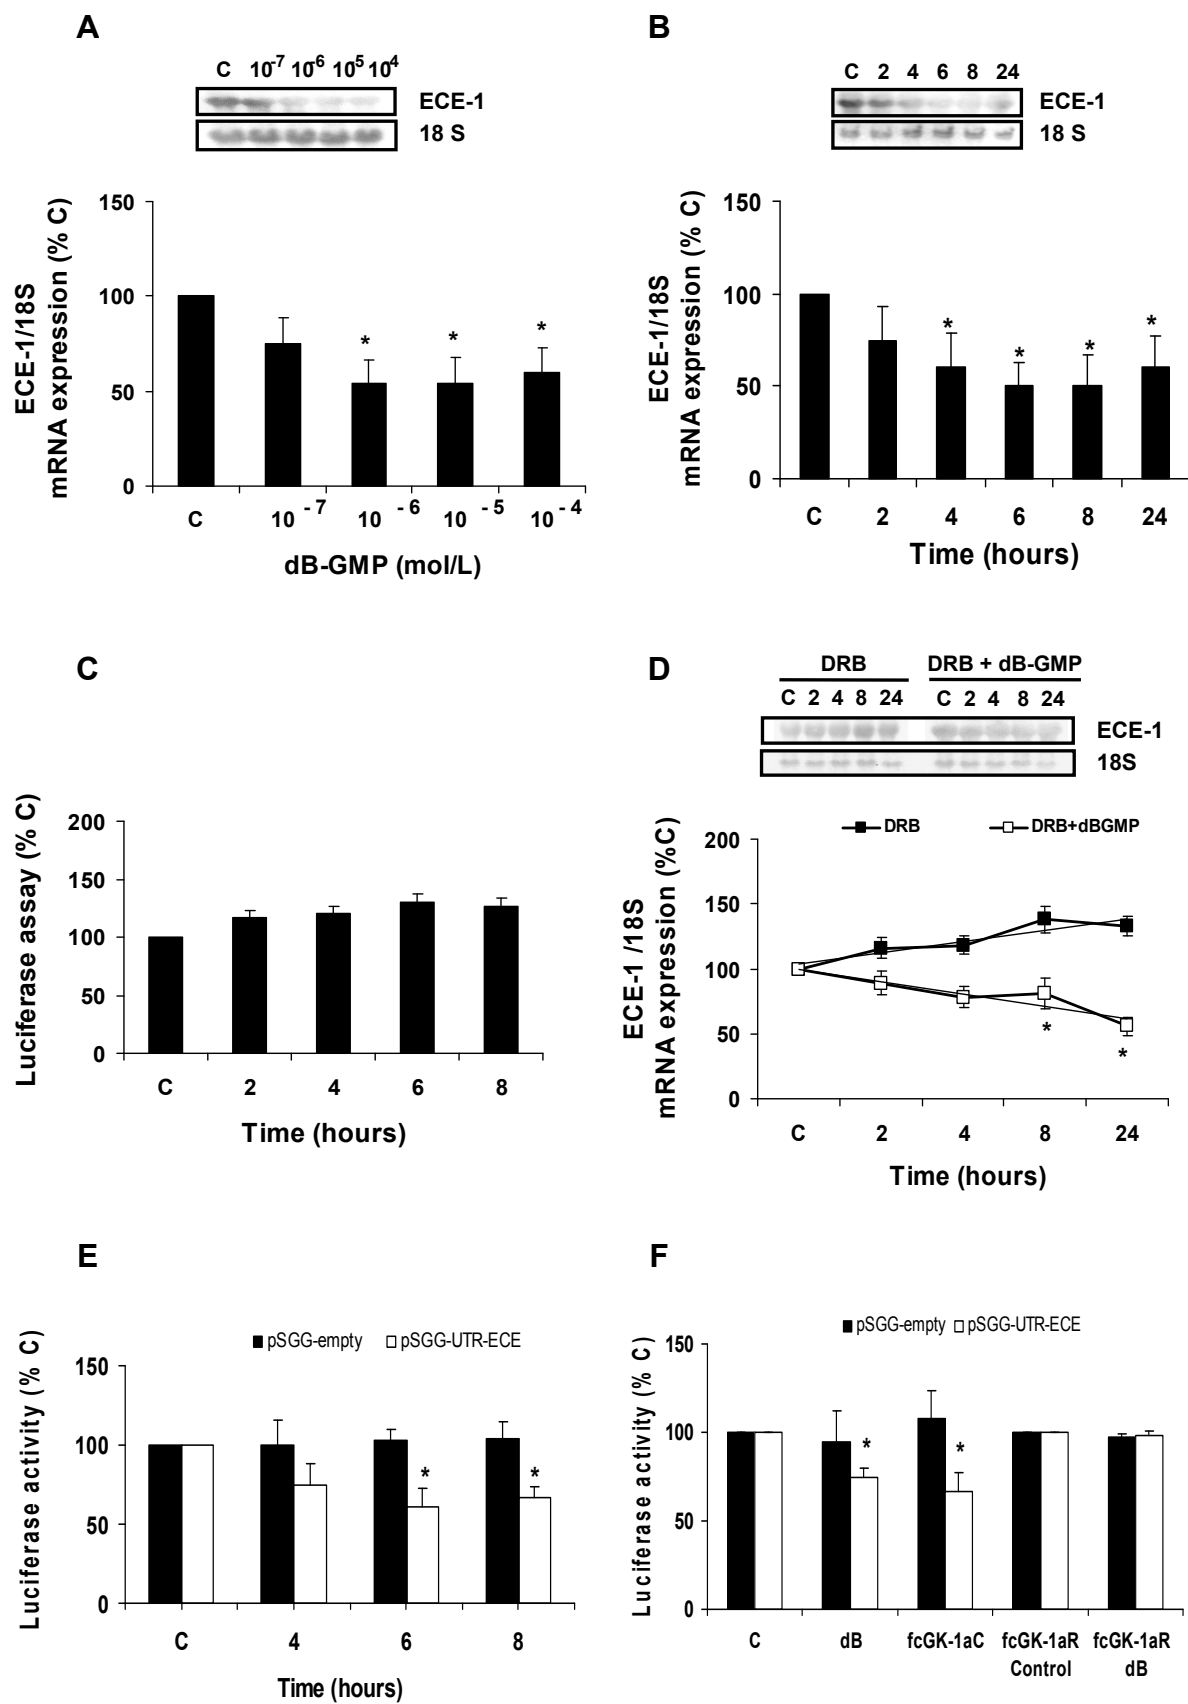 A
C 10-7 10-6 105 104
ECE-1
18 S
ECE-1/18S
mRNA expression (% C)
150
100
50
0
*
*
*
C 10 - 7 10 - 6 10 - 5 10 - 4
dB-GMP (mol/L)
B
C 2 4 6 8 24
ECE-1
18 S
ECE-1/18S
mRNA expression (% C)
150
100
50
0
*
*
*
*
C 2 4 6 8 24
Time (hours)
C
Luciferase assay (% C)
200
150
100
50
0
C 2 4 6 8
Time (hours)
D
DRB DRB + dB-GMP
C 2 4 8 24 C 2 4 8 24
ECE-1
18S
DRB DRB+dBGMP
ECE-1 /18S
mRNA expression (%C)
200
150
100
50
0
*
*
C 2 4 8 24
Time (hours)
E
pSGG-empty pSGG-UTR-ECE
Luciferase activity (% C)
150
100
50
0
*
*
C 4 6 8
Time (hours)
F
pSGG-empty pSGG-UTR-ECE
Luciferase activity (% C)
150
100
50
0
*
*
C dB fcGK-1aC fcGK-1aR fcGK-1aR
Control dB